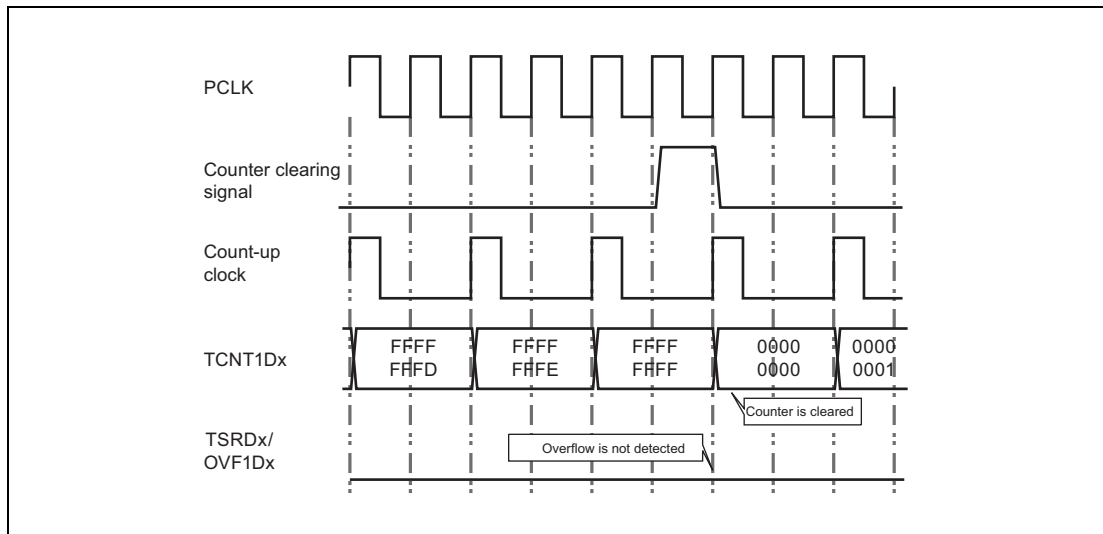 PCLK
Counter clearing
signal
Count-up
clock
TCNT1Dx
FFFF FFFF FFFF 0000 0000
FFFD FFFE FFFF 0000 0001
Counter is cleared
TSRDx/
OVF1Dx
Overflow is not detected